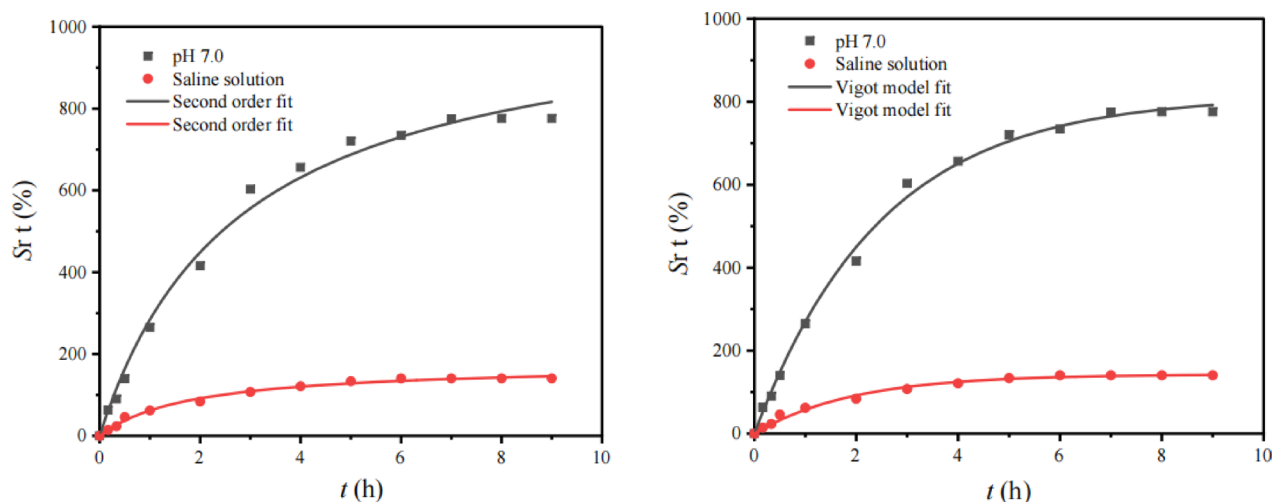 1000
800
600
400
200
0
Sr t (%)
pH 7.0
Saline solution
Second order fit
Second order fit
0 2 4 6 8 10
t (h)
1000
800
600
400
200
0
Sr t (%)
pH 7.0
Saline solution
Vigot model fit
Vigot model fit
0 2 4 6 8 10
t (h)